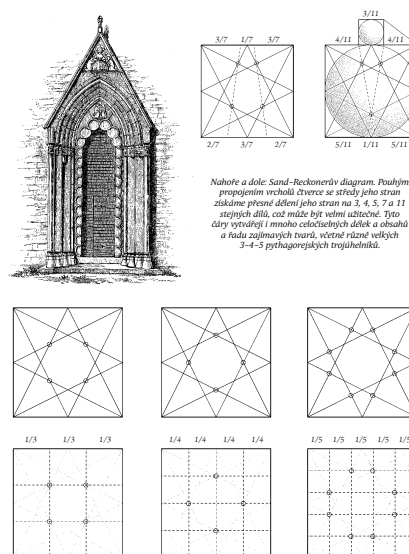 3/11
3/7 1/7 3/7
4/11 4/11
2/7 3/7 2/7
5/11 1/11 5/11
Nahoře a dole: Sand-Reckonerův diagram. Pouhým
propojením vrcholů čtverce se středy jeho stran
získáme přesné dělení jeho stran na 3, 4, 5, 7 a 11
stejných dílů, což může být velmi užitečné. Tyto
čáry vytvářejí i mnoho celočíselných délek a obsahů
a řadu zajímavých tvarů, včetně různě velkých
3-4-5 pythagorejských trojúhelníků.
1/3 1/3 1/3
1/4 1/4 1/4 1/4
1/5 1/5 1/5 1/5 1/5